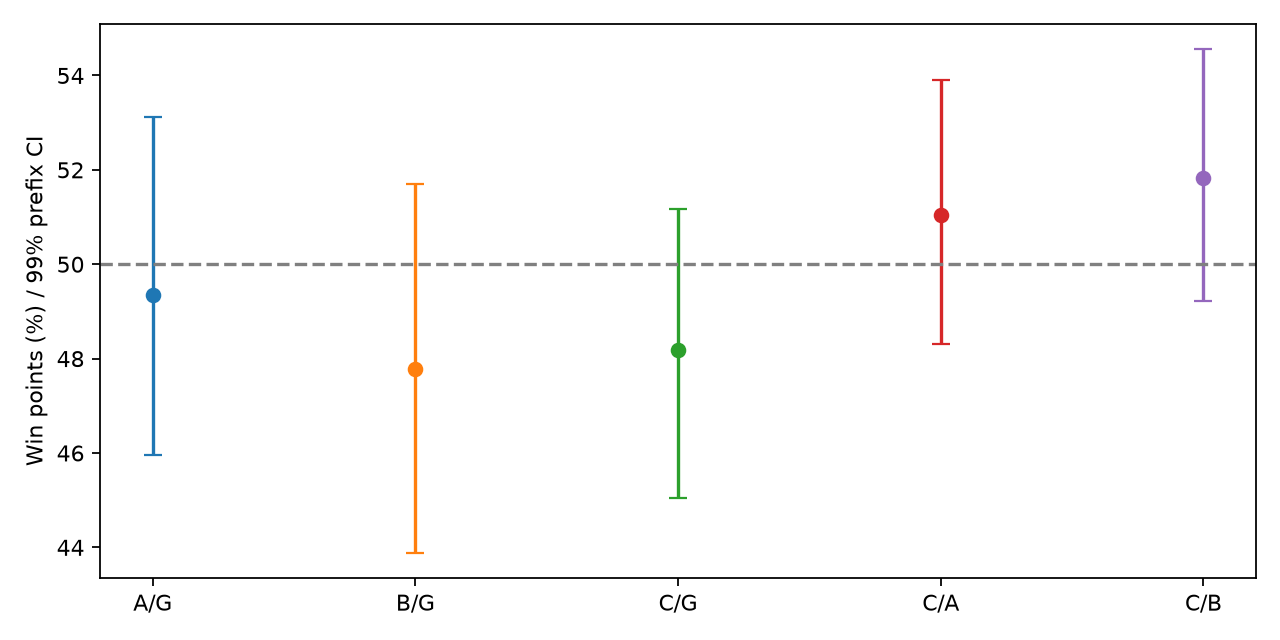 Win points (%) / 99% prefix CI
54
52
50
48
46
44
A/G
B/G
C/G
C/A
C/B